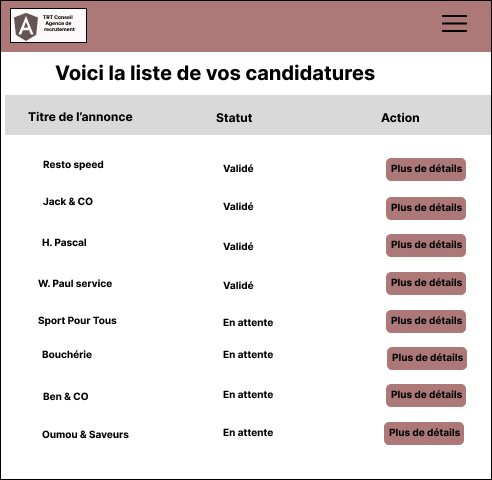 TRT Conseil
Agence de
recrutement
Voici la liste de vos candidatures
Titre de l'annonce Statut Action
Resto speed Validé Plus de détails
Jack & CO Validé Plus de détails
H. Pascal Validé Plus de détails
W. Paul service Validé Plus de détails
Sport Pour Tous En attente Plus de détails
Bouchérie En attente Plus de détails
Ben & CO En attente Plus de détails
Oumou & Saveurs En attente Plus de détails